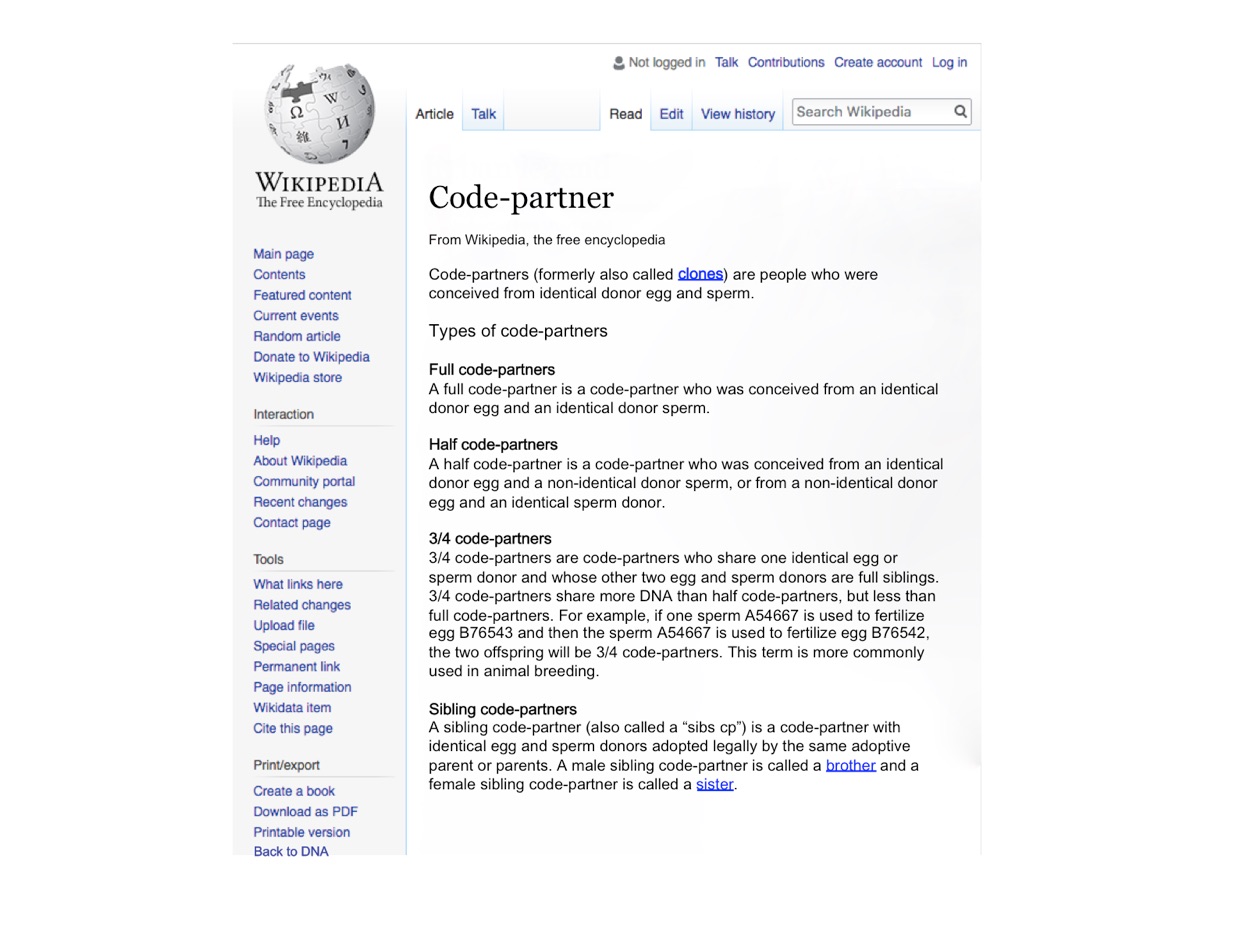 Not logged in Talk Contributions Create account Log in
Article Talk Read Edit View history Search Wikipedia
Ω W И 維 7
WIKIPEDIA
The Free Encyclopedia
Main page
Contents
Featured content
Current events
Random article
Donate to Wikipedia
Wikipedia store
Interaction
Help
About Wikipedia
Community portal
Recent changes
Contact page
Tools
What links here
Related changes
Upload file
Special pages
Permanent link
Page information
Wikidata item
Cite this page
Print/export
Create a book
Download as PDF
Printable version
Back to DNA
Code-partner
From Wikipedia, the free encyclopedia
Code-partners (formerly also called clones) are people who were
conceived from identical donor egg and sperm.
Types of code-partners
Full code-partners
A full code-partner is a code-partner who was conceived from an identical
donor egg and an identical donor sperm.
Half code-partners
A half code-partner is a code-partner who was conceived from an identical
donor egg and a non-identical donor sperm, or from a non-identical donor
egg and an identical sperm donor.
3/4 code-partners
3/4 code-partners are code-partners who share one identical egg or
sperm donor and whose other two egg and sperm donors are full siblings.
3/4 code-partners share more DNA than half code-partners, but less than
full code-partners. For example, if one sperm A54667 is used to fertilize
egg B76543 and then the sperm A54667 is used to fertilize egg B76542,
the two offspring will be 3/4 code-partners. This term is more commonly
used in animal breeding.
Sibling code-partners
A sibling code-partner (also called a “sibs cp”) is a code-partner with
identical egg and sperm donors adopted legally by the same adoptive
parent or parents. A male sibling code-partner is called a brother and a
female sibling code-partner is called a sister.